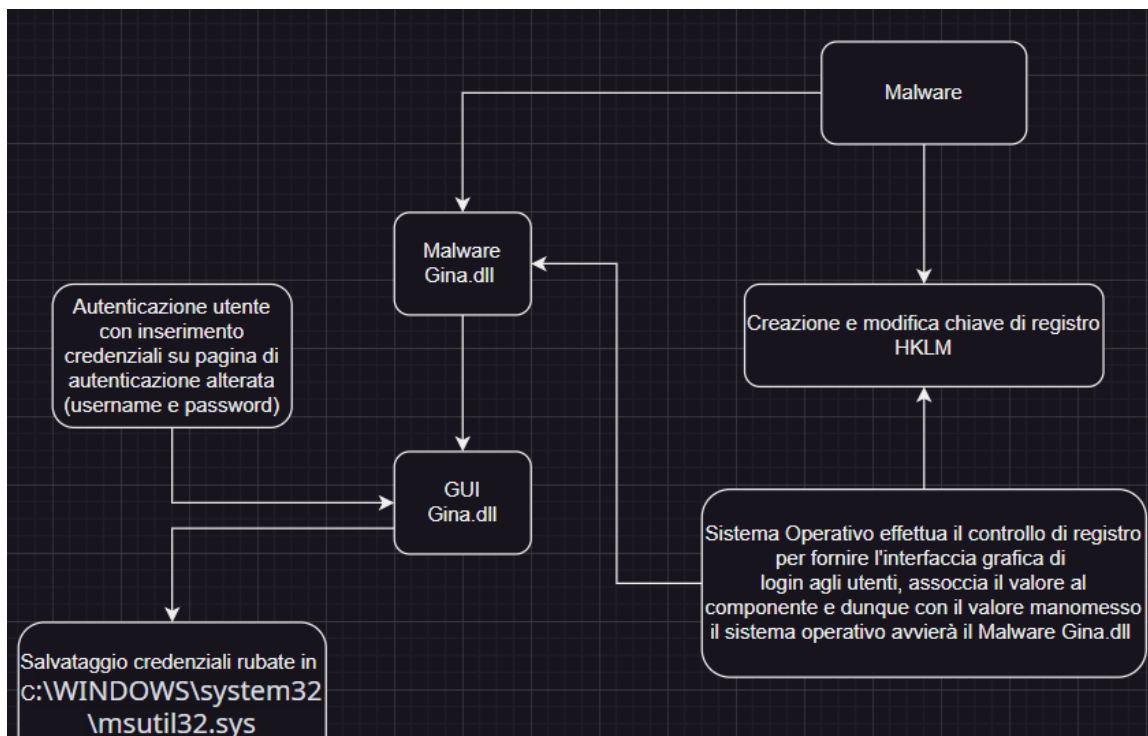 Malware
Malware
Gina.dll
Autenticazione utente
con inserimento
credenziali su pagina di
autenticazione alterata
(username e password)
Creazione e modifica chiave di registro
HKLM
GUI
Gina.dll
Sistema Operativo effettua il controllo di registro
per fornire l'interfaccia grafica di
login agli utenti, assoccia il valore al
componente e dunque con il valore manomesso
il sistema operativo avvierà il Malware Gina.dll
Salvataggio credenziali rubate in
C:\WINDOWS\system32
\msutil32.sys